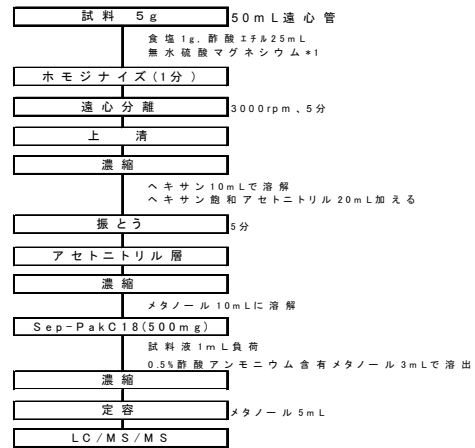 試料 5g 50mL遠心管
食塩1g，酢酸エチル25mL
無水硫酸マグネシウム*1
ホモジナイズ(1分)
遠心分離 3000rpm、5分
上 清
濃縮
ヘキサン10mLで溶解
ヘキサン飽和アセトニトリル20mL加える
振とう 5分
アセトニトリル層
濃縮
メタノール10mLに溶解
Sep-PakC18(500mg)
試料液1mL負荷
0.5%酢酸アンモニウム含有メタノール3mLで溶出
濃縮
定容 メタノール5mL
LC/MS/MS